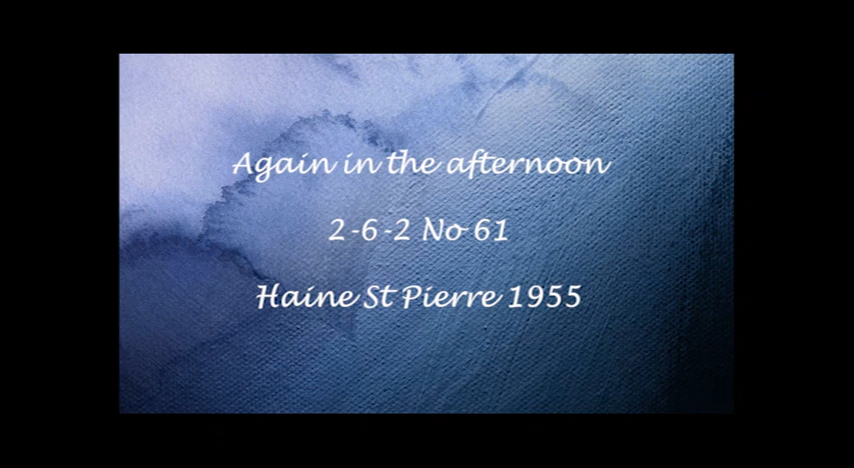 Again in the afternoon
2-6-2 No 61
Haine St Pierre 1955